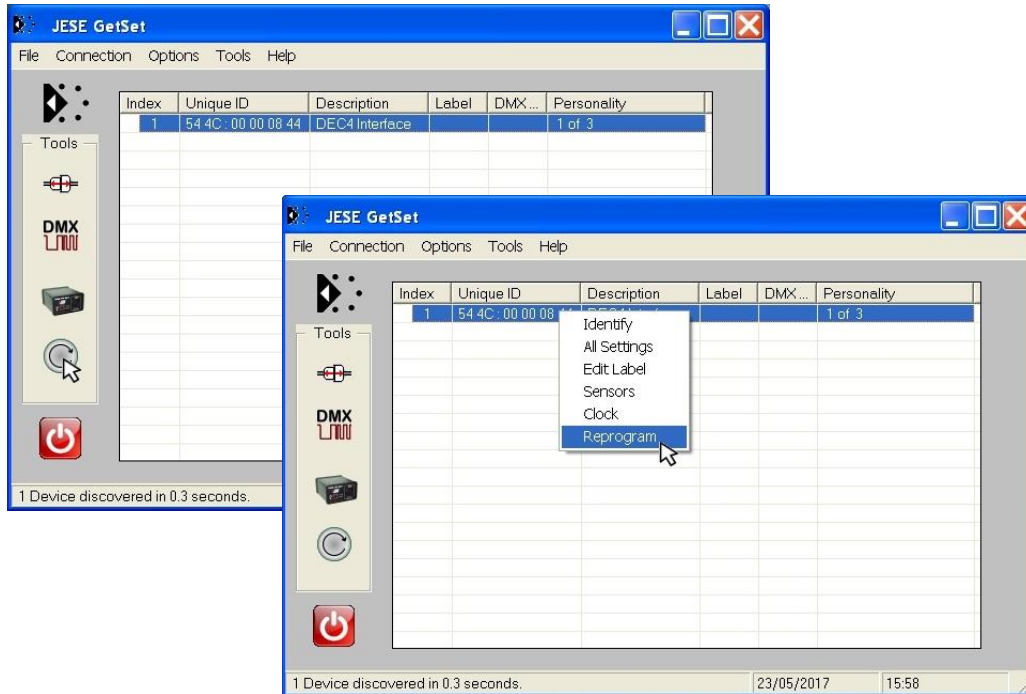 JESE GetSet
File Connection Options Tools Help
Index Unique ID Description Label DMX... Personality
1 54 4C : 00 00 08 44 DEC4 Interface 1 of 3
Tools
DMX
1 Device discovered in 0.3 seconds.
JESE GetSet
File Connection Options Tools Help
Index Unique ID Description Label DMX... Personality
1 54 4C : 00 00 08 1 of 3
Identify
All Settings
Edit Label
Sensors
Clock
Reprogram
Tools
DMX
1 Device discovered in 0.3 seconds. 23/05/2017 15:58